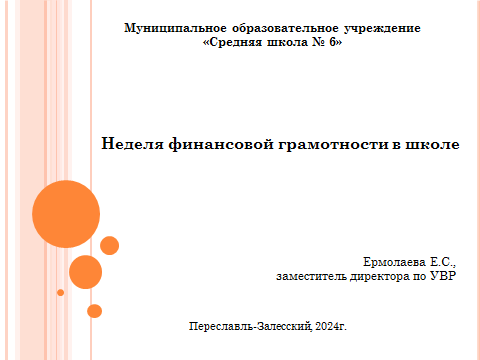 Муниципальное образовательное учреждение
«Средняя школа № 6»
Неделя финансовой грамотности в школе
Ермолаева Е.С.,
заместитель директора по УВР
Переславль-Залесский, 2024г.